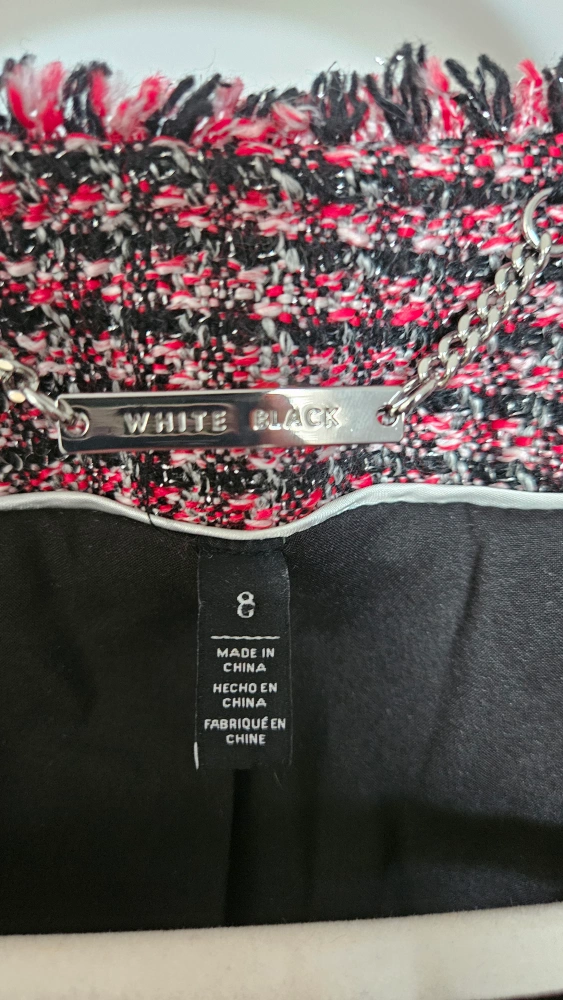 WHITE BLACK
8
MADE IN
CHINA
HECHO EN
CHINA
FABRIQUÉ EN
CHINE